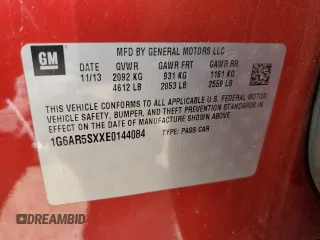 GM
MFD BY GENERAL MOTORS LLC
DATE GVWR GAWR FRT GAWR RR
11/13 2092 KG 931 KG 1161 KG
4612 LB 2053 LB 2559 LB
THIS VEHICLE CONFORMS TO ALL APPLICABLE U.S. FEDERAL MOTOR
VEHICLE SAFETY, BUMPER, AND THEFT PREVENTION STANDARDS
IN EFFECT ON THE DATE OF MANUFACTURE SHOWN ABOVE.
1G6AR5SXXE0144084 TYPE: PASS CAR
DREAMBID